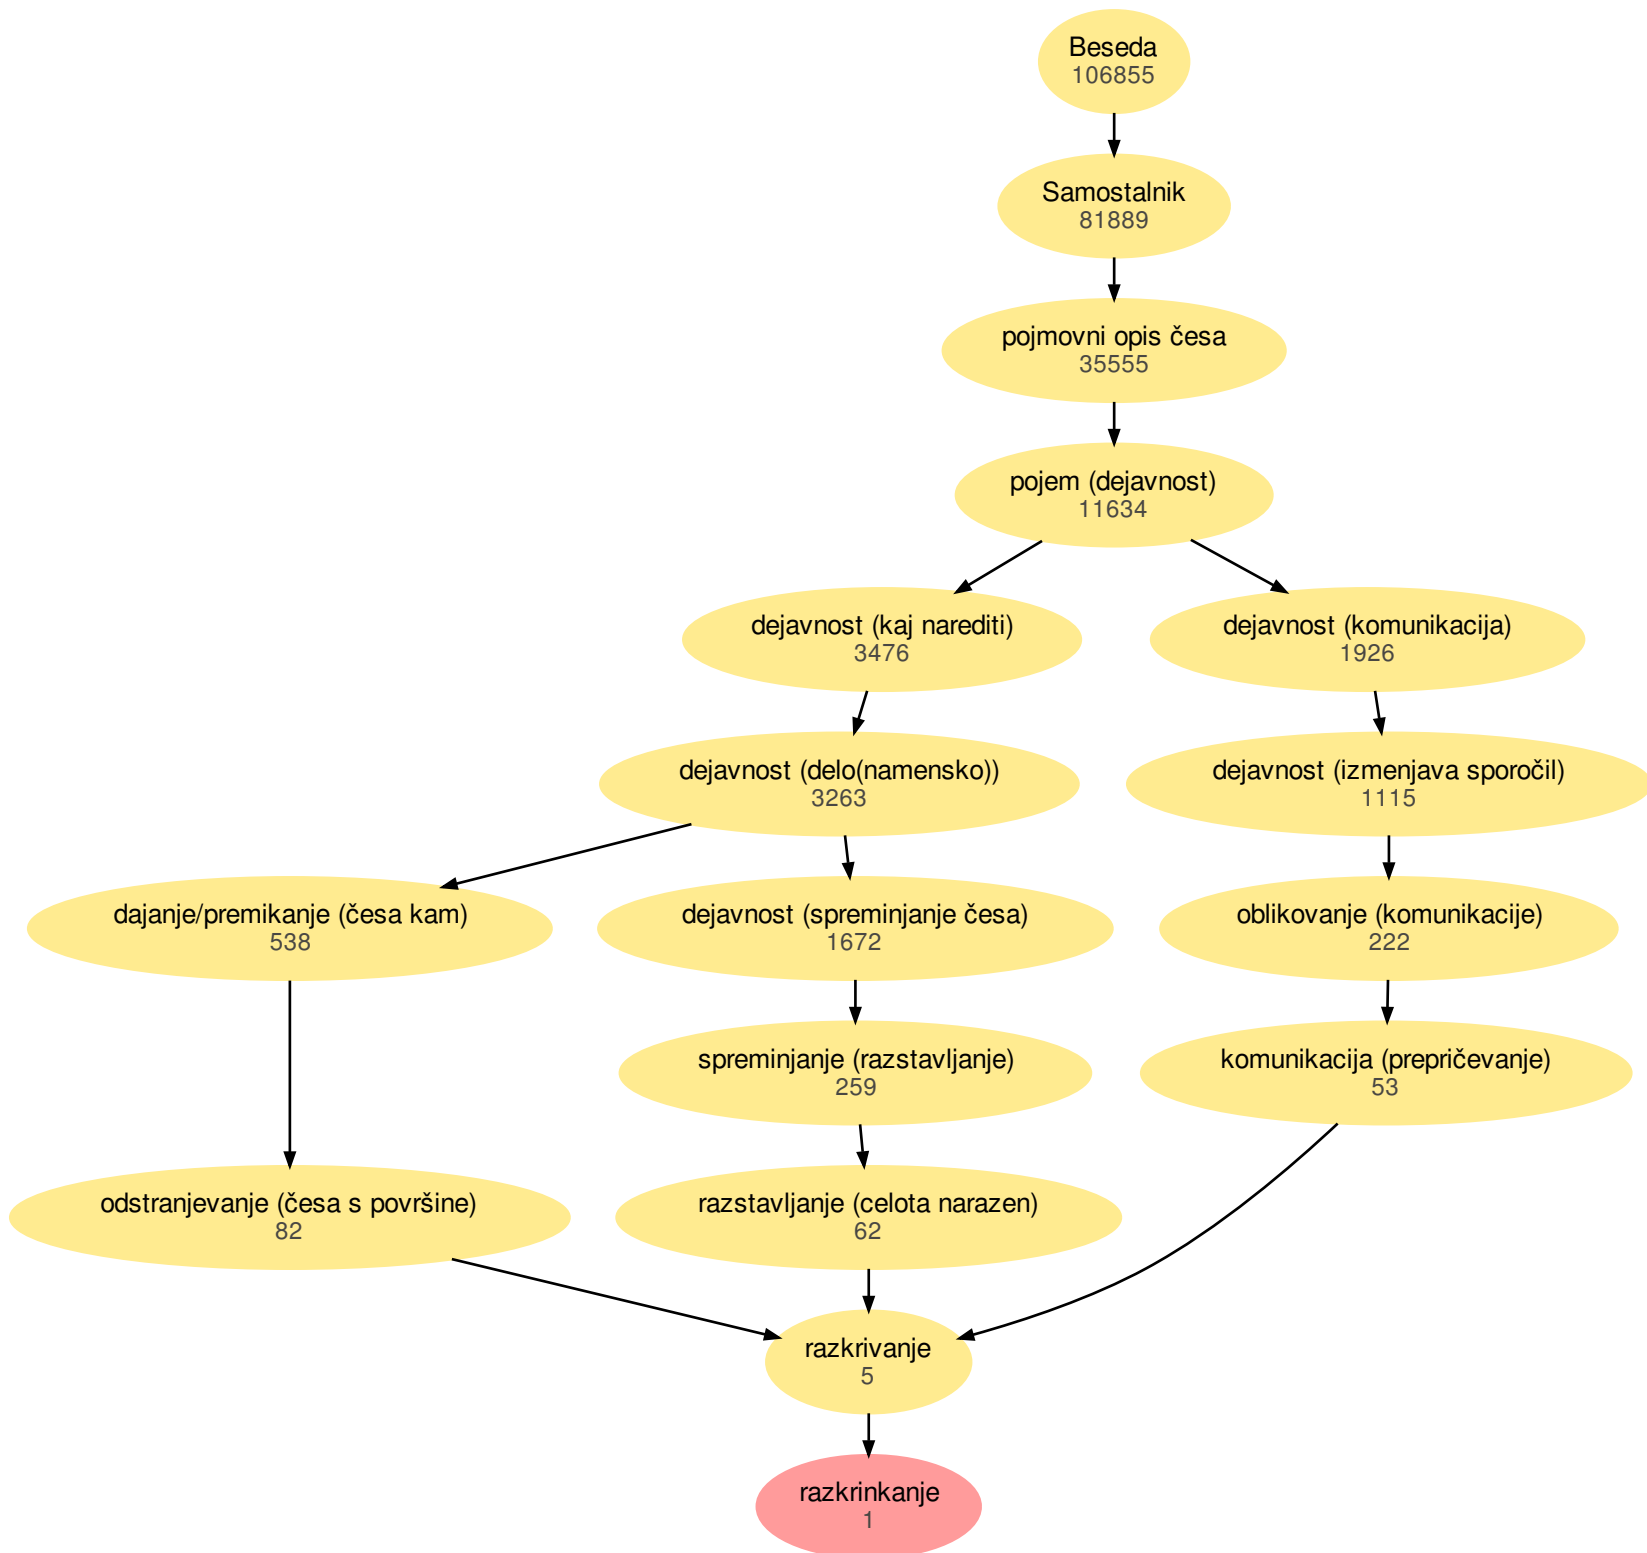 Beseda
106855
Samostalnik
81889
pojmovni opis česa
35555
pojem (dejavnost)
11634
dejavnost (kaj narediti)
3476
dejavnost (komunikacija)
1926
dejavnost (delo(namensko))
3263
dejavnost (izmenjava sporočil)
1115
dajanje/premikanje (česa kam)
538
dejavnost (spreminjanje česa)
1672
oblikovanje (komunikacije)
222
spreminjanje (razstavljanje)
259
komunikacija (prepričevanje)
53
odstranjevanje (česa s površine)
82
razstavljanje (celota narazen)
62
razkrivanje
5
razkrinkanje
1